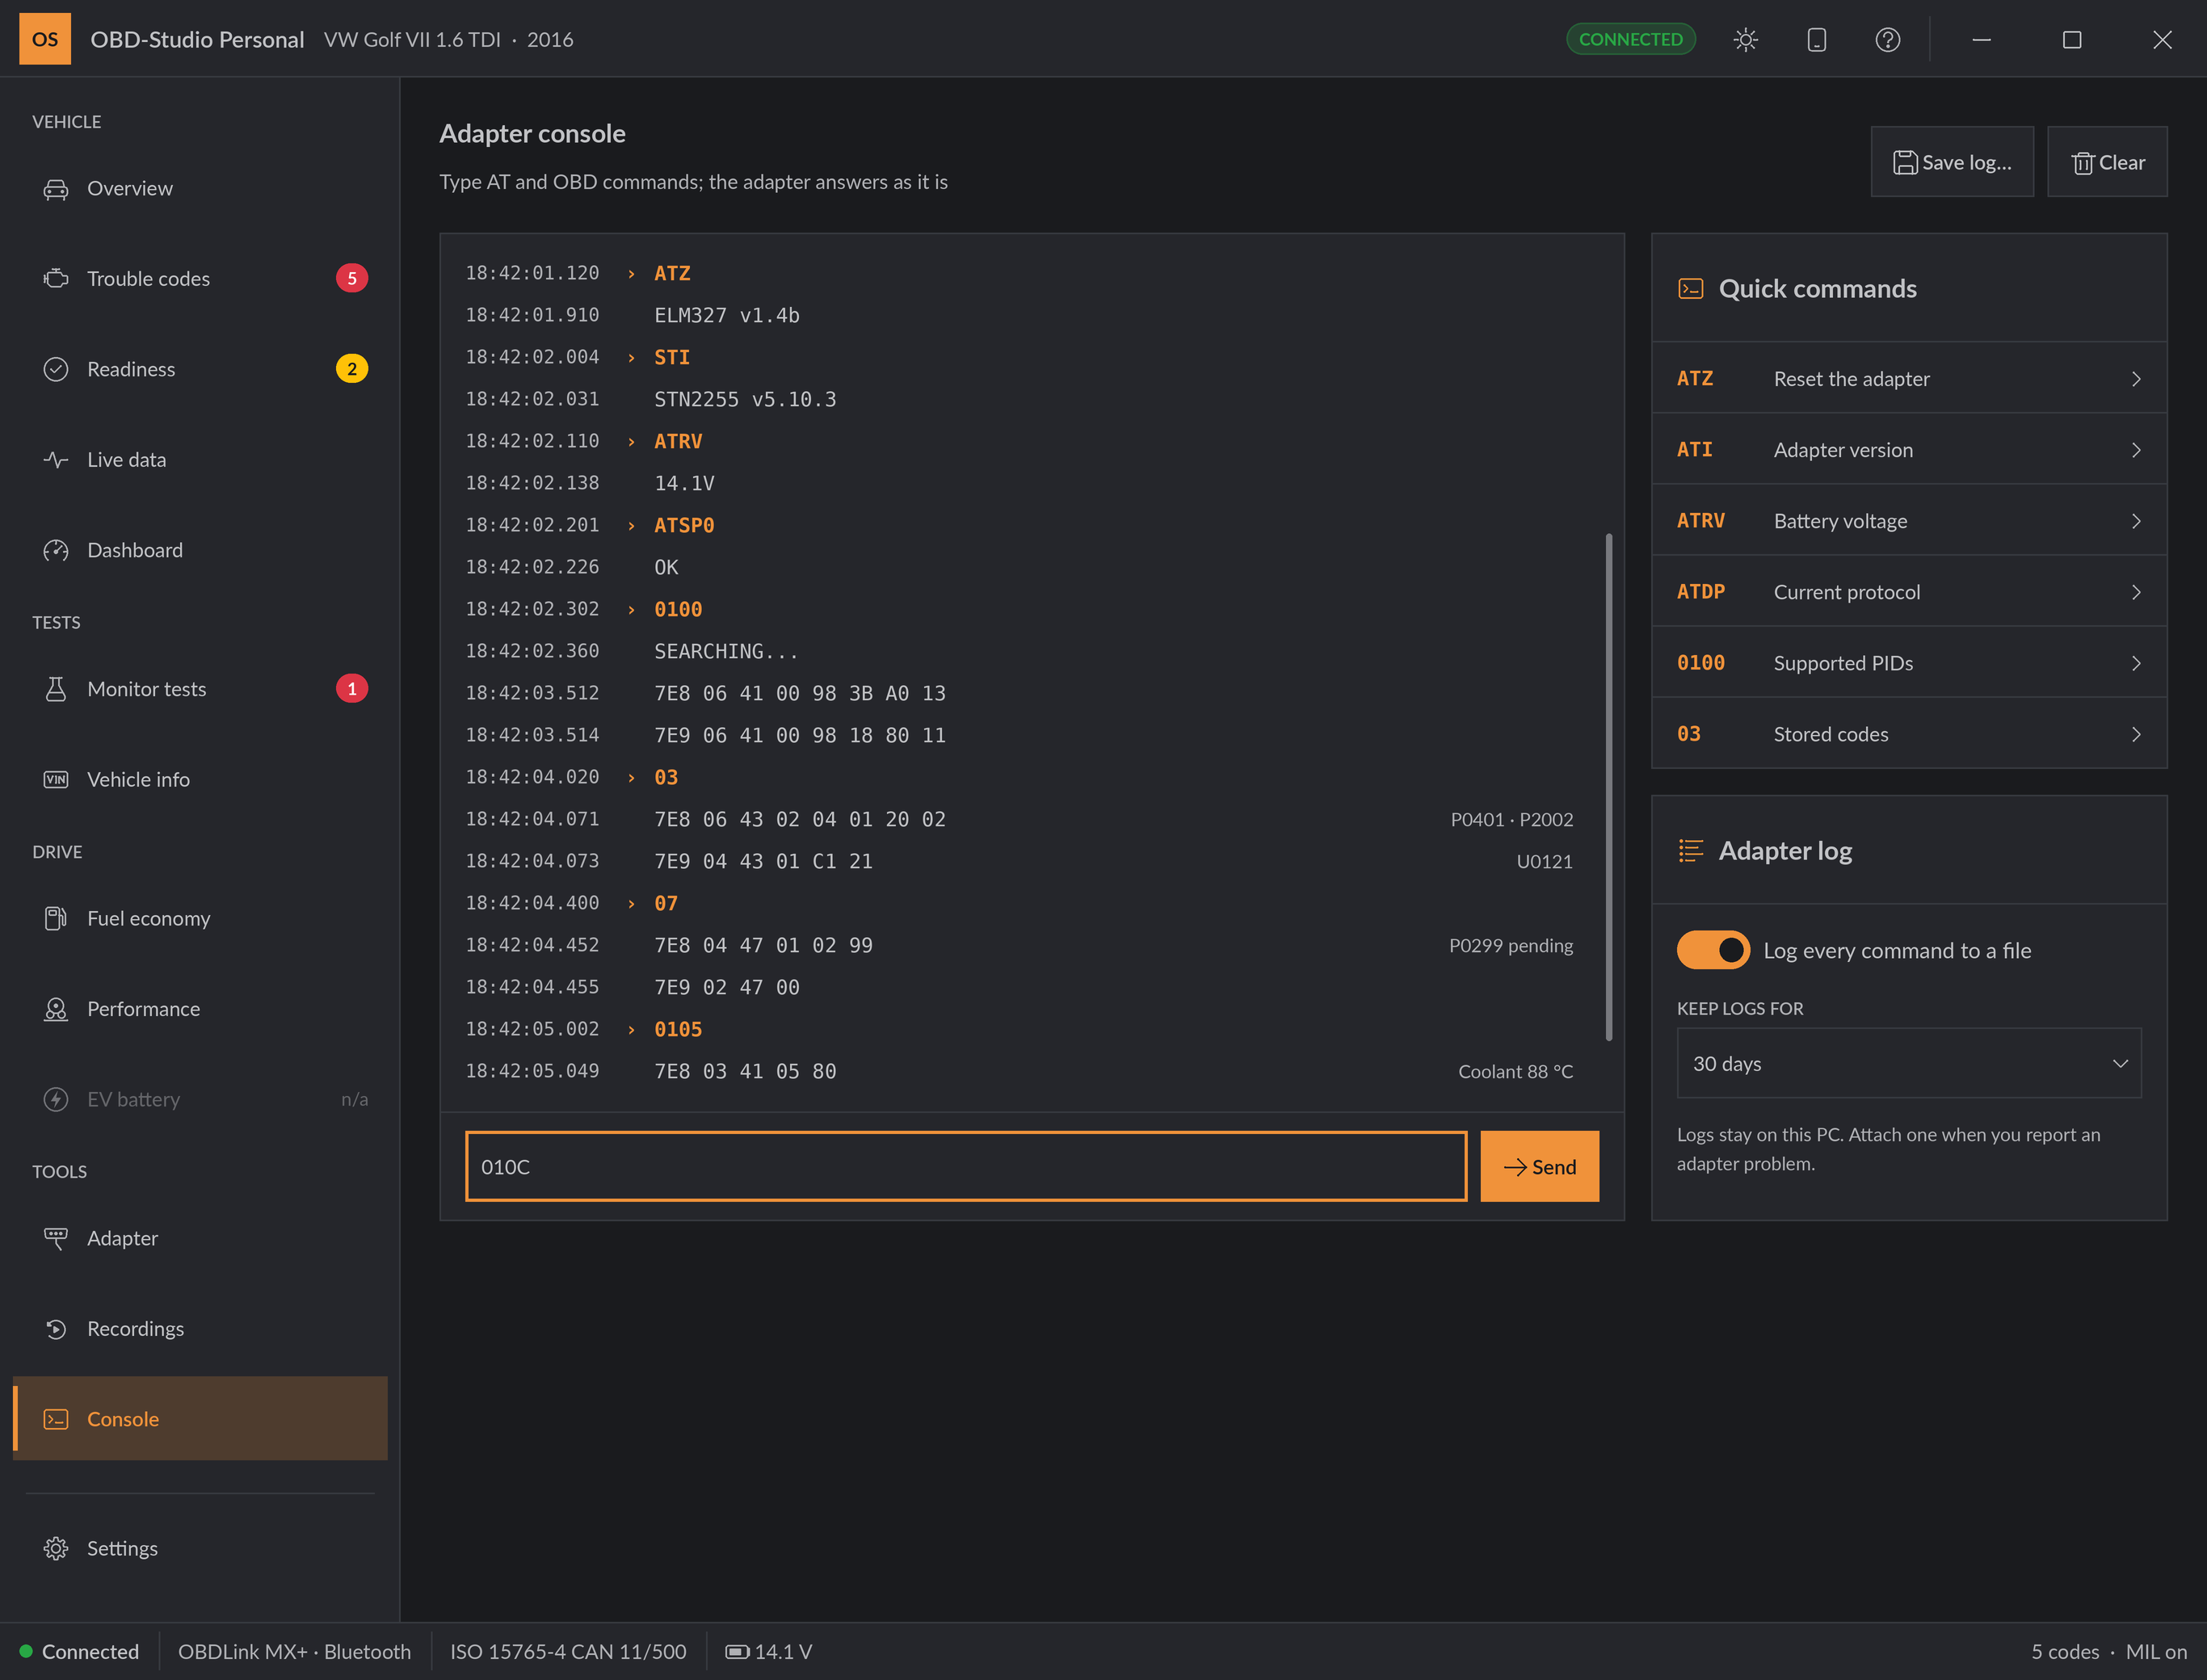 OS OBD-Studio Personal VW Golf VII 1.6 TDI · 2016 CONNECTED
VEHICLE
Overview
Trouble codes 5
Readiness 2
Live data
Dashboard
TESTS
Monitor tests 1
VIN Vehicle info
DRIVE
Fuel economy
Performance
EV battery n/a
TOOLS
Adapter
Recordings
Console
Settings
Adapter console
Type AT and OBD commands; the adapter answers as it is
Save log...
Clear
18:42:01.120 › ATZ
18:42:01.910 ELM327 v1.4b
18:42:02.004 › STI
18:42:02.031 STN2255 v5.10.3
18:42:02.110 › ATRV
18:42:02.138 14.1V
18:42:02.201 › ATSP0
18:42:02.226 OK
18:42:02.302 › 0100
18:42:02.360 SEARCHING...
18:42:03.512 7E8 06 41 00 98 3B A0 13
18:42:03.514 7E9 06 41 00 98 18 80 11
18:42:04.020 › 03
18:42:04.071 7E8 06 43 02 04 01 20 02 P0401 · P2002
18:42:04.073 7E9 04 43 01 C1 21 U0121
18:42:04.400 › 07
18:42:04.452 7E8 04 47 01 02 99 P0299 pending
18:42:04.455 7E9 02 47 00
18:42:05.002 › 0105
18:42:05.049 7E8 03 41 05 80 Coolant 88 °C
010C
Send
Quick commands
ATZ Reset the adapter
ATI Adapter version
ATRV Battery voltage
ATDP Current protocol
0100 Supported PIDs
03 Stored codes
Adapter log
Log every command to a file
KEEP LOGS FOR
30 days
Logs stay on this PC. Attach one when you report an
adapter problem.
Connected OBDLink MX+ · Bluetooth ISO 15765-4 CAN 11/500 14.1 V 5 codes · MIL on